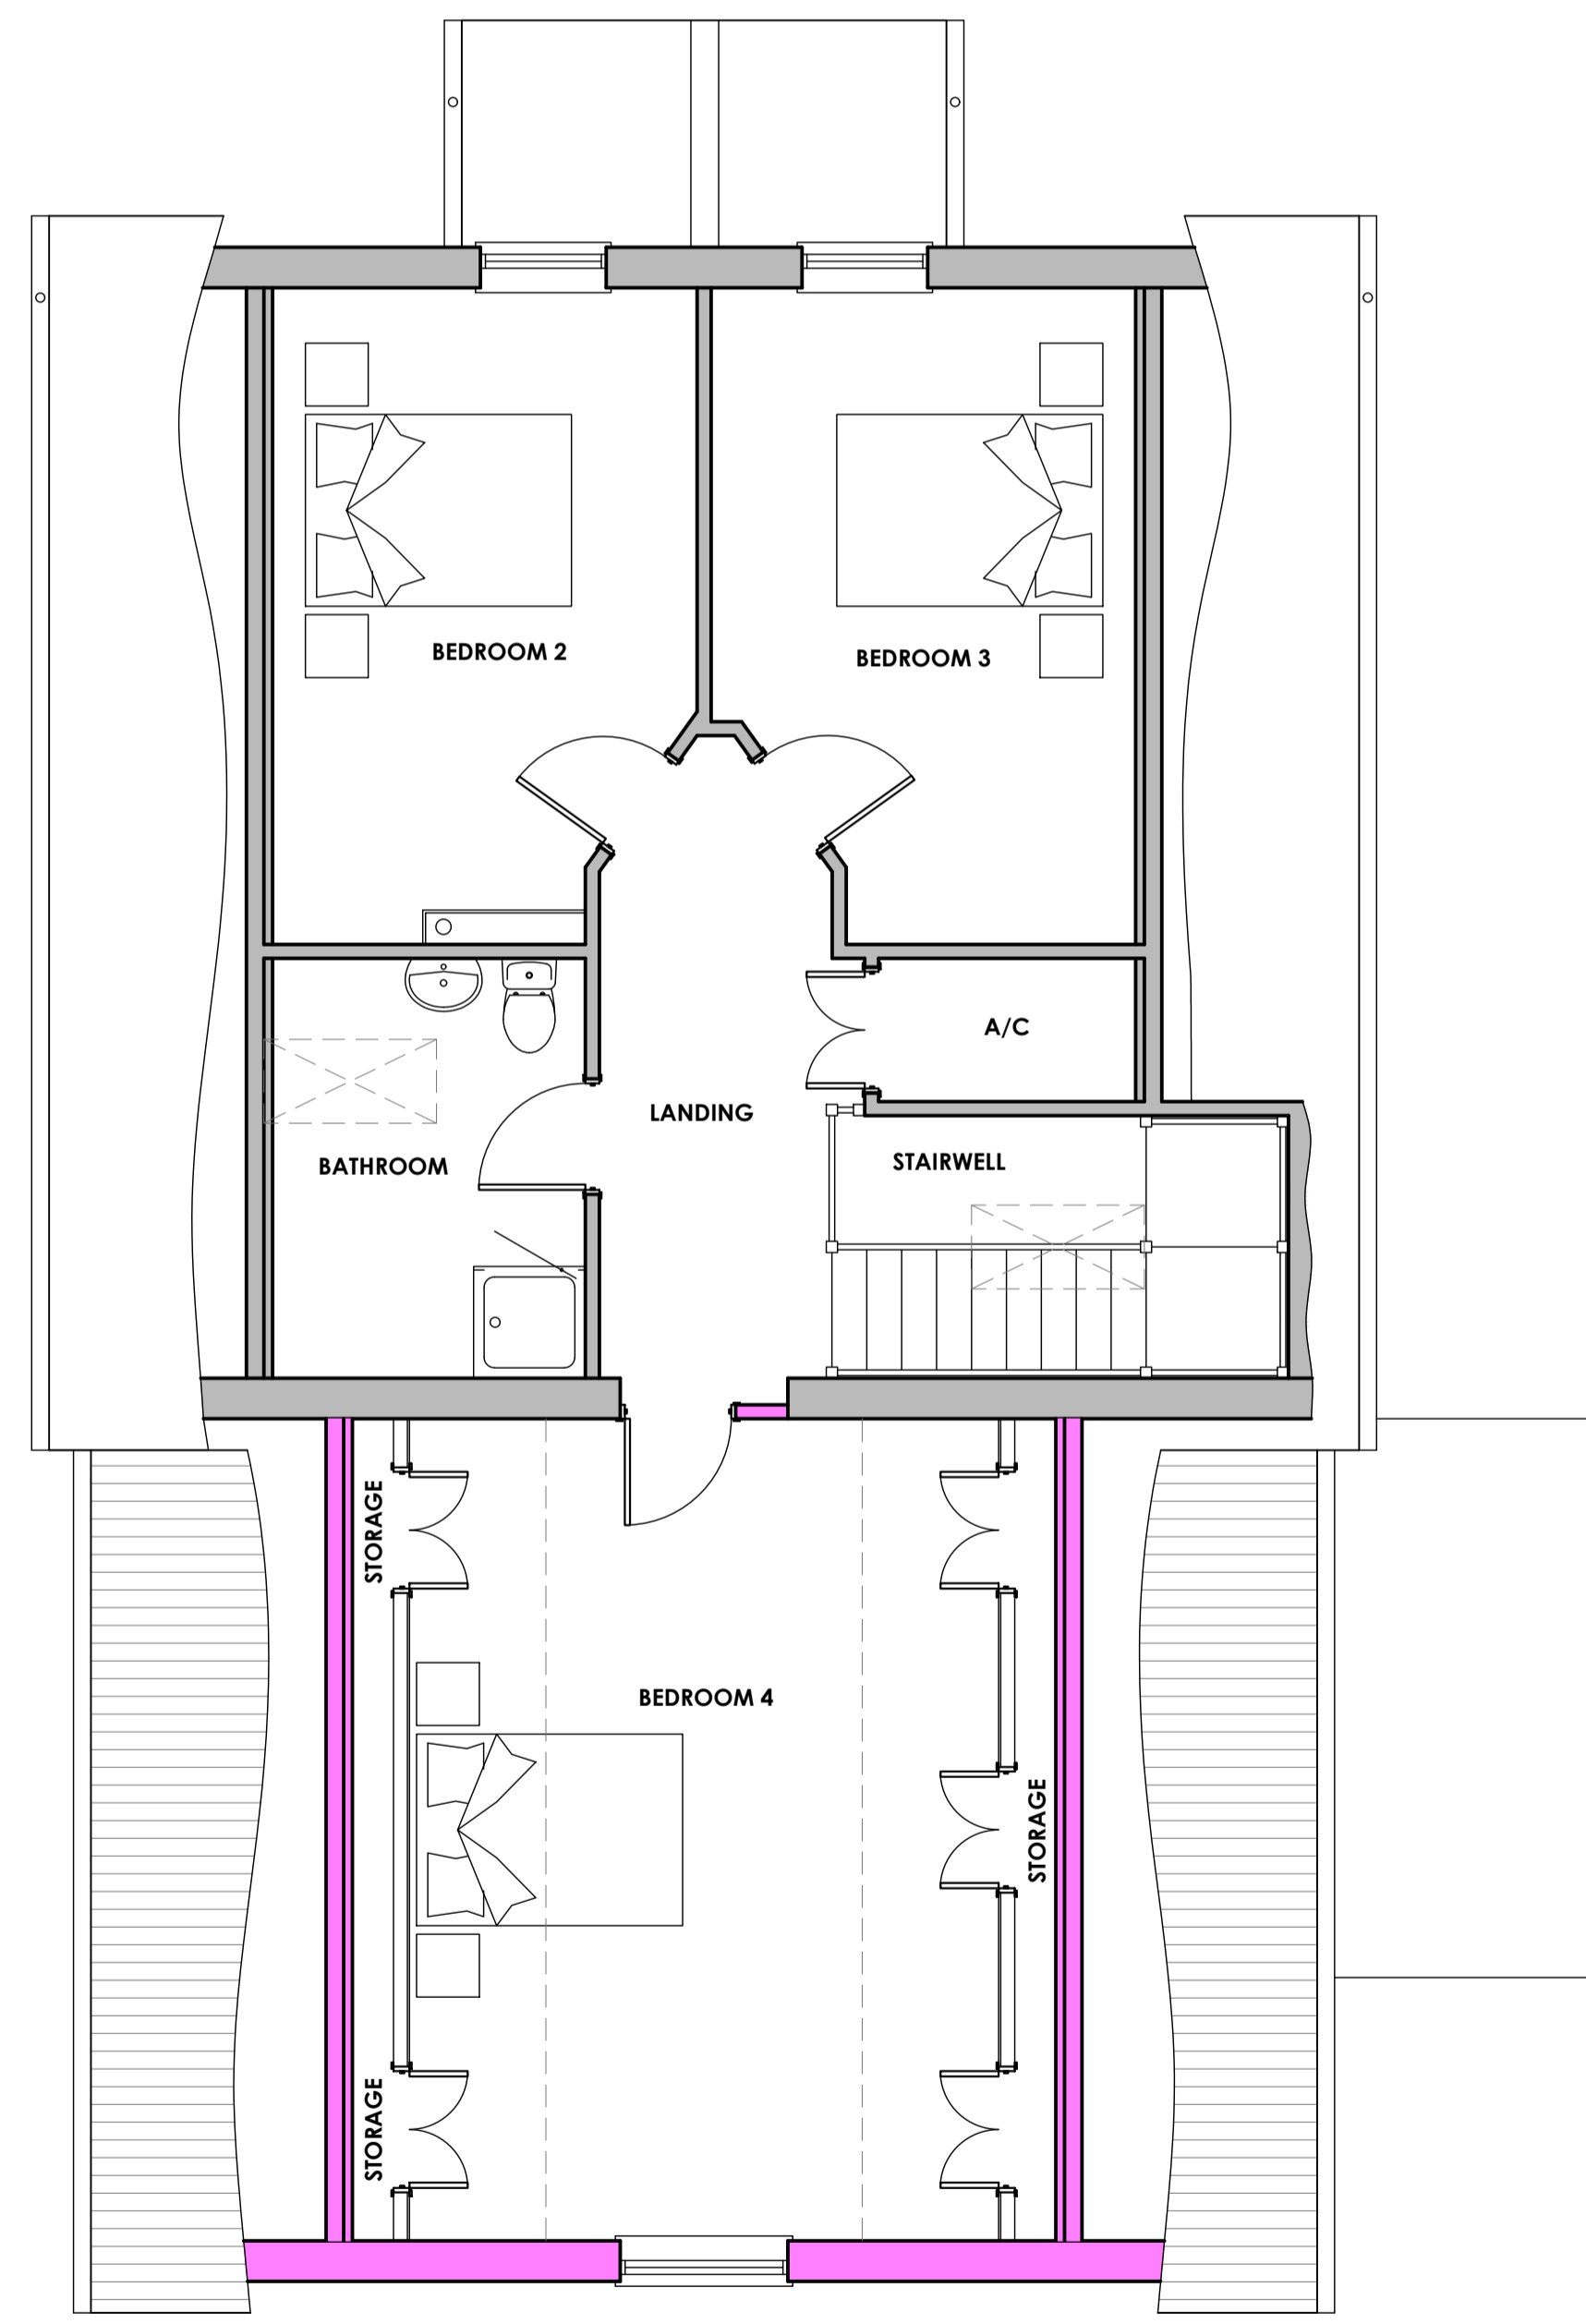 BEDROOM 2
BEDROOM 3
A/C
LANDING
STAIRWELL
BATHROOM
STORAGE
BEDROOM 4
STORAGE
STORAGE